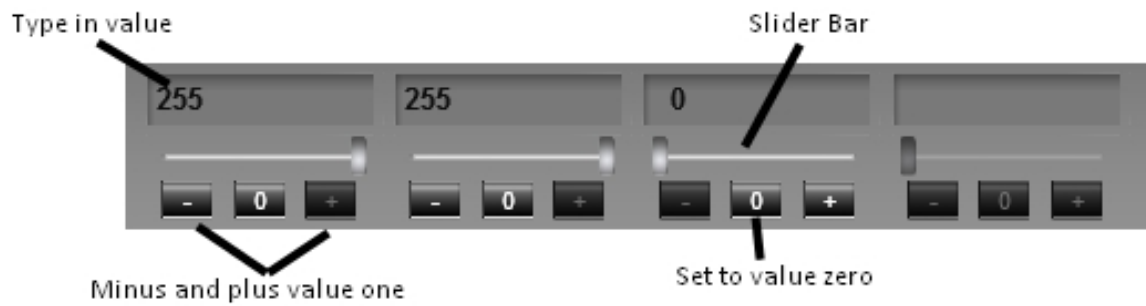 Type in value
Slider Bar
255
255
0
- 0 +
- 0 +
- 0 +
- 0 +
Minus and plus value one
Set to value zero